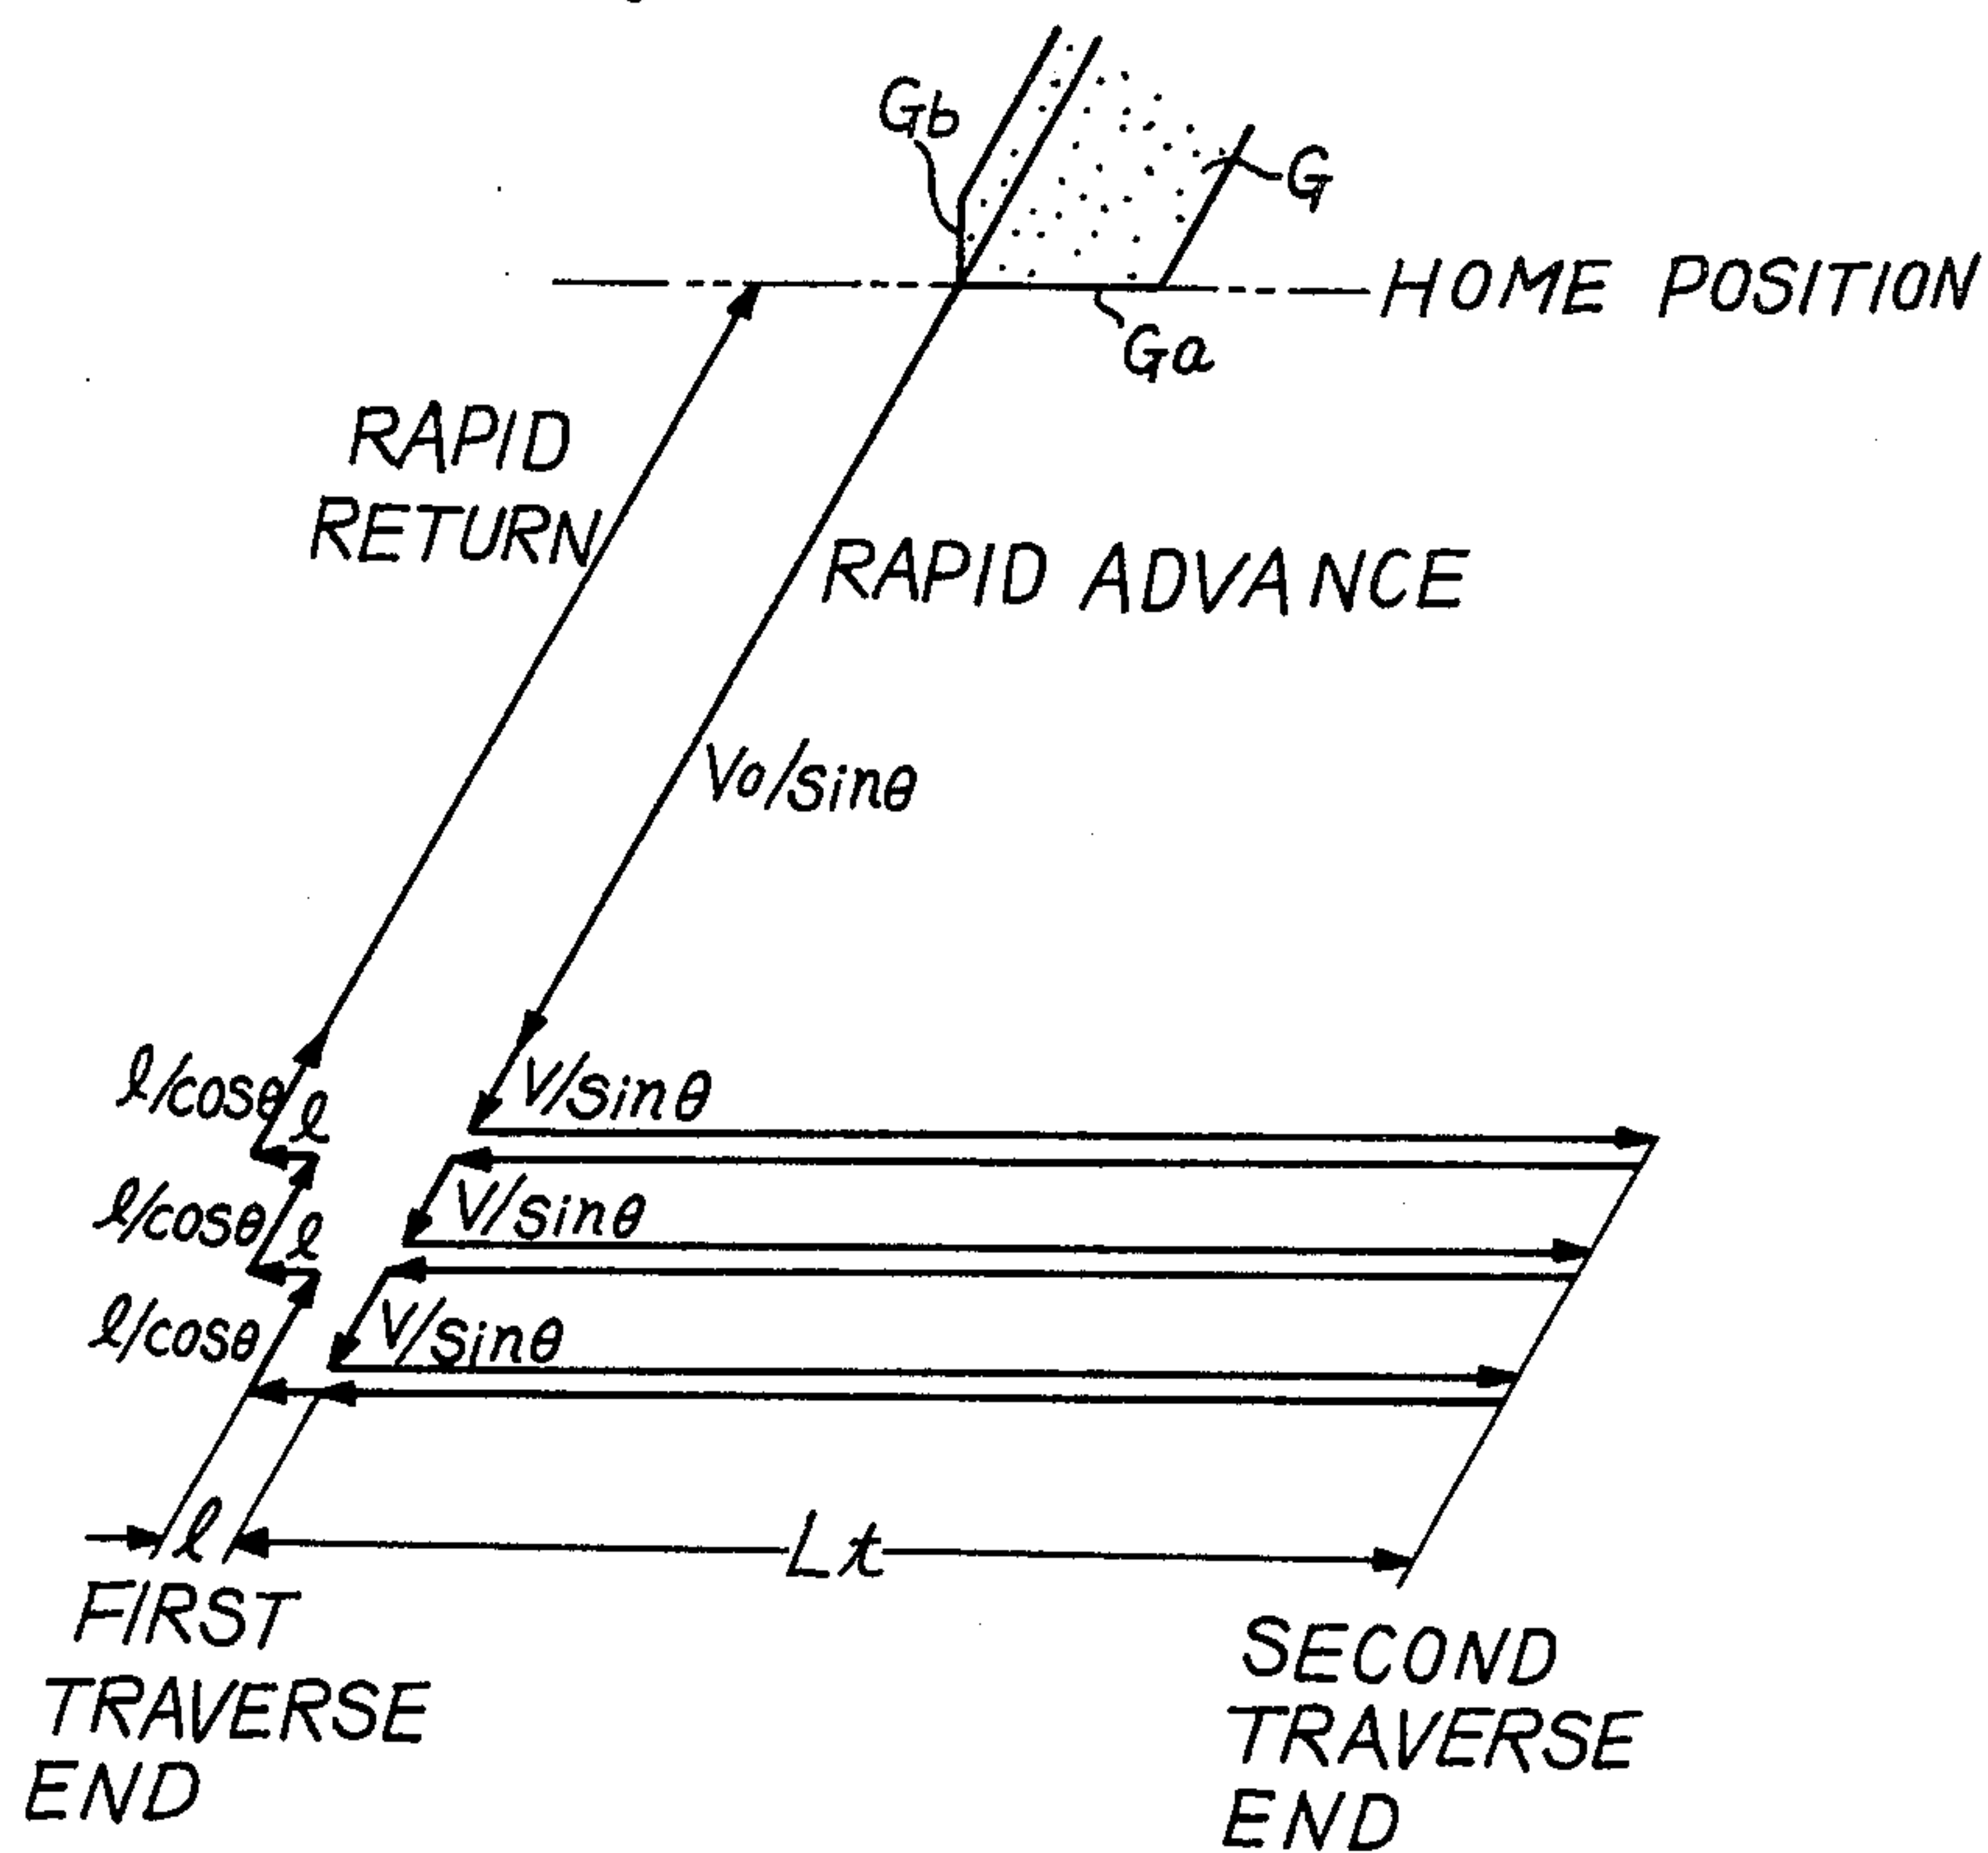 Gb
G
HOME POSITION
Ga
RAPID
RETURN
RAPID ADVANCE
Vo/sinθ
ℓ/cosθ
ℓ
V/sinθ
ℓ/cosθ
ℓ
V/sinθ
ℓ/cosθ
V/sinθ
ℓ
Lt
FIRST
TRAVERSE
END
SECOND
TRAVERSE
END